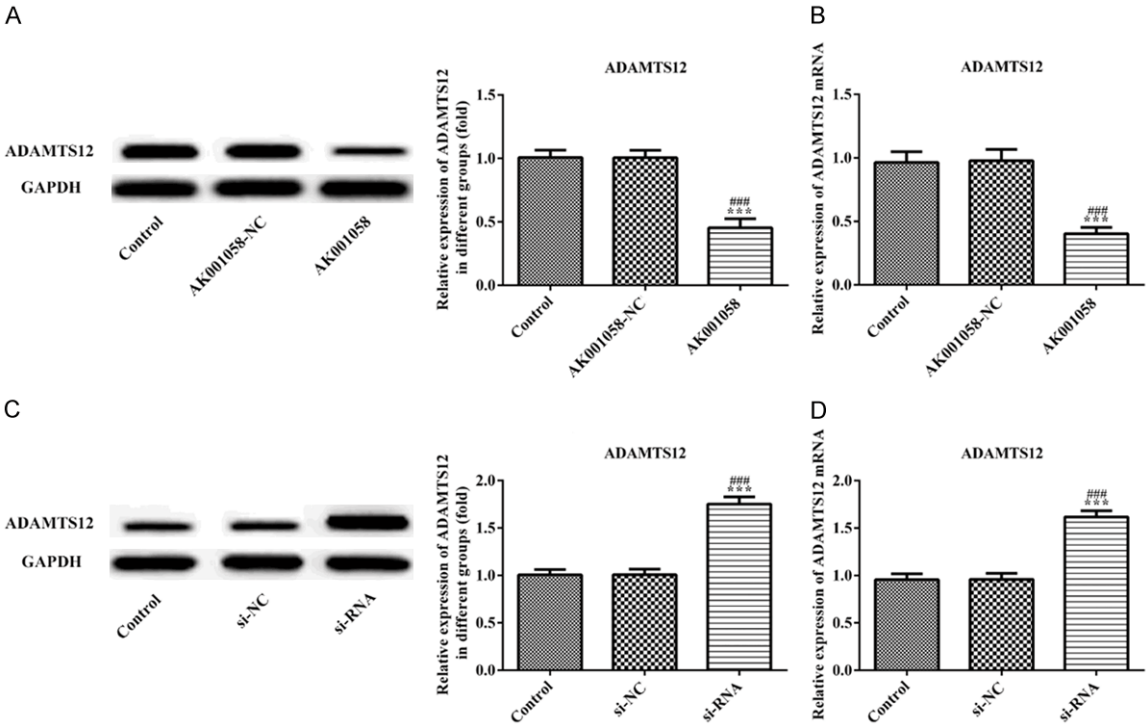 A
ADAMTS12
GAPDH
Control
AK001058-NC
AK001058
ADAMTS12
Relative expression of ADAMTS12
in different groups (fold)
1.5
1.0
0.5
0.0
###
***
Control
AK001058-NC
AK001058
B
ADAMTS12
Relative expression of ADAMTS12 mRNA
1.5
1.0
0.5
0.0
###
***
Control
AK001058-NC
AK001058
C
ADAMTS12
GAPDH
Control
si-NC
si-RNA
ADAMTS12
Relative expression of ADAMTS12
in different groups (fold)
2.0
1.5
1.0
0.5
0.0
###
***
Control
si-NC
si-RNA
D
ADAMTS12
Relative expression of ADAMTS12 mRNA
2.0
1.5
1.0
0.5
0.0
###
***
Control
si-NC
si-RNA